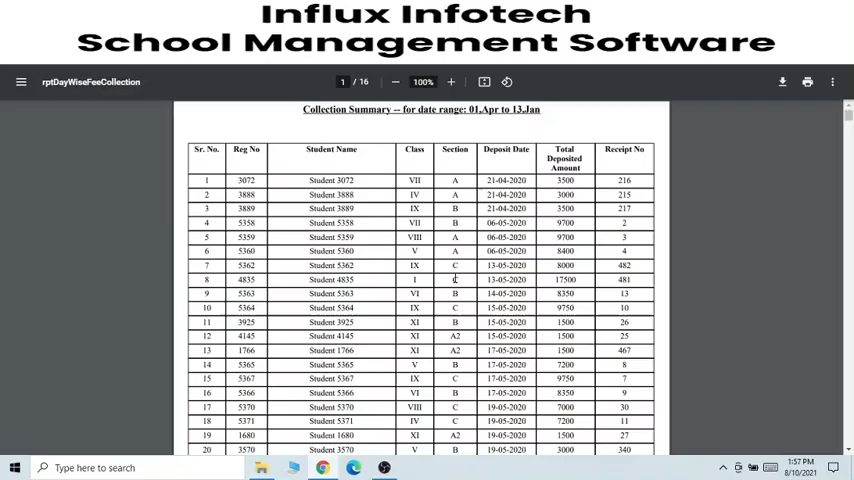 Influx Infotech
School Management Software
rptDayWiseFeeCollection 1 / 16 100%
Collection Summary -- for date range: 01,Apr to 13,Jan
Sr. No. Reg No Student Name Class Section Deposit Date Total Deposited Amount Receipt No
1 3072 Student 3072 VII A 21-04-2020 3500 216
2 3888 Student 3888 IV A 21-04-2020 3000 215
3 3889 Student 3889 IX B 21-04-2020 3500 217
4 5358 Student 5358 VII B 06-05-2020 9700 2
5 5359 Student 5359 VIII A 06-05-2020 9700 3
6 5360 Student 5360 V A 06-05-2020 8400 4
7 5362 Student 5362 IX C 13-05-2020 8000 482
8 4835 Student 4835 I C 13-05-2020 17500 481
9 5363 Student 5363 VI B 14-05-2020 8350 13
10 5364 Student 5364 IX C 15-05-2020 9750 10
11 3925 Student 3925 XI B 15-05-2020 1500 26
12 4145 Student 4145 XI A2 15-05-2020 1500 25
13 1766 Student 1766 XI A2 17-05-2020 1500 467
14 5365 Student 5365 V B 17-05-2020 7200 8
15 5367 Student 5367 IX C 17-05-2020 9750 7
16 5366 Student 5366 VI B 17-05-2020 8350 9
17 5370 Student 5370 VIII C 19-05-2020 7000 30
18 5371 Student 5371 IV C 19-05-2020 7200 11
19 1680 Student 1680 XI A2 19-05-2020 1500 27
20 3570 Student 3570 V B 19-05-2020 3000 340
Type here to search
1:57 PM
8/10/2021